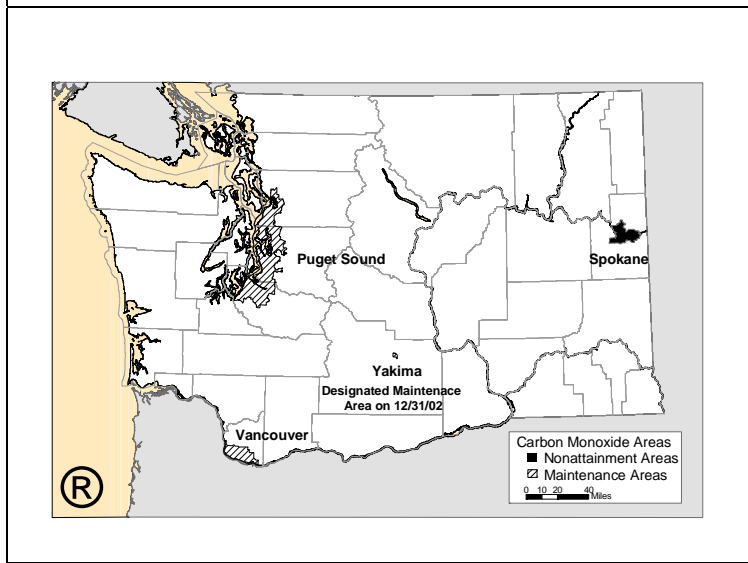 Puget Sound
Spokane
Yakima
Designated Maintenace
Area on 12/31/02
Vancouver
Carbon Monoxide Areas
Nonattainment Areas
Maintenance Areas
0 10 20 40
Miles
®